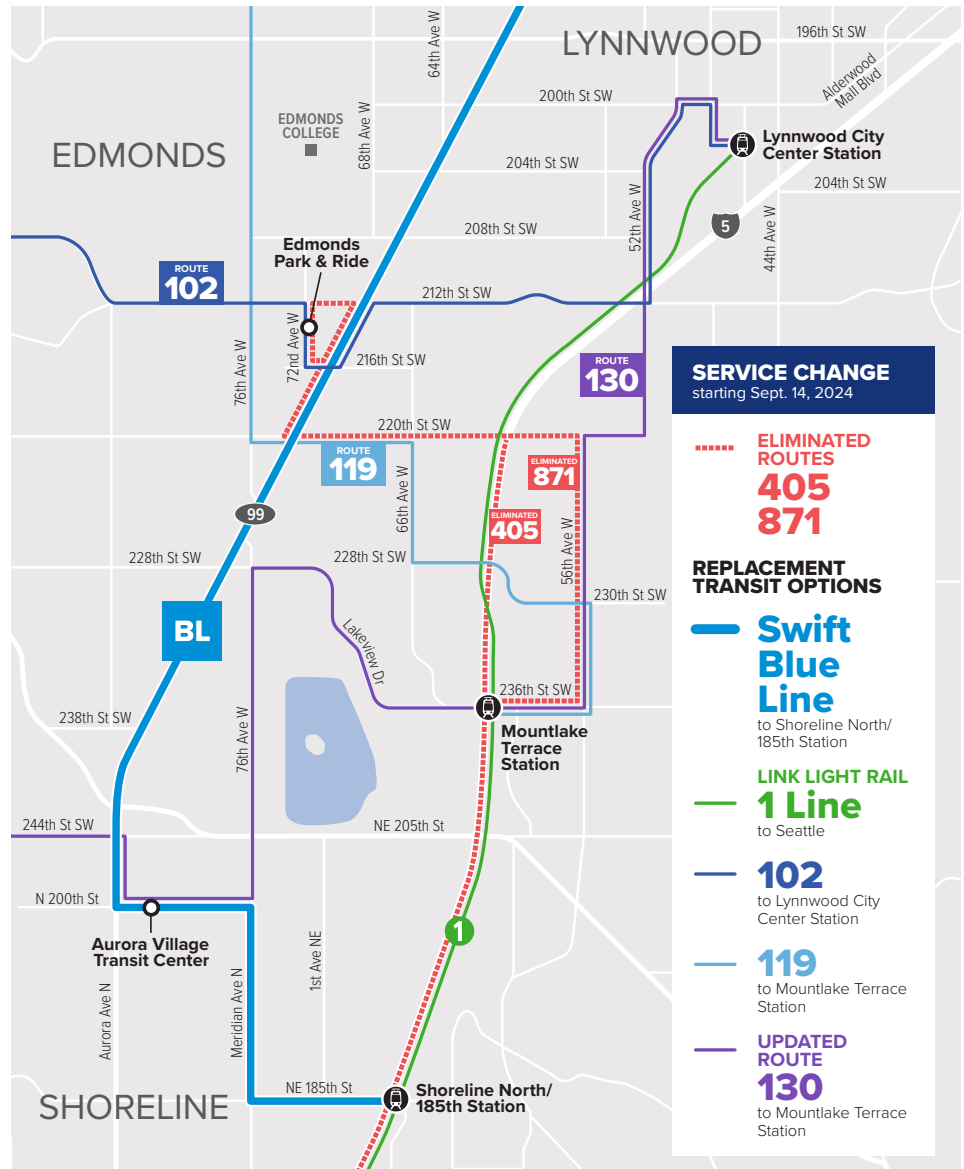 LYNNWOOD
196th St SW
64th Ave W
Alderwood
Mall Blvd
200th St SW
EDMONDS
COLLEGE
68th Ave W
EDMONDS
Lynnwood City
Center Station
204th St SW
204th St SW
52th Ave W
44th Ave W
5
208th St SW
Edmonds
Park & Ride
ROUTE
102
212th St SW
72nd Ave W
76th Ave W
216th St SW
ROUTE
130
220th St SW
ROUTE
119
66th Ave W
ELIMINATED
871
ELIMINATED
405
56th Ave W
99
228th St SW
228th St SW
230th St SW
BL
Lakeview Dr
236th St SW
Mountlake
Terrace
Station
238th St SW
76th Ave W
244th St SW
NE 205th St
N 200th St
Aurora Village
Transit Center
1
1st Ave NE
Aurora Ave N
Meridian Ave N
NE 185th St
Shoreline North/
185th Station
SHORELINE
SERVICE CHANGE
starting Sept. 14, 2024
ELIMINATED
ROUTES
405
871
REPLACEMENT
TRANSIT OPTIONS
Swift
Blue
Line
to Shoreline North/
185th Station
LINK LIGHT RAIL
1 Line
to Seattle
102
to Lynnwood City
Center Station
119
to Mountlake Terrace
Station
UPDATED
ROUTE
130
to Mountlake Terrace
Station